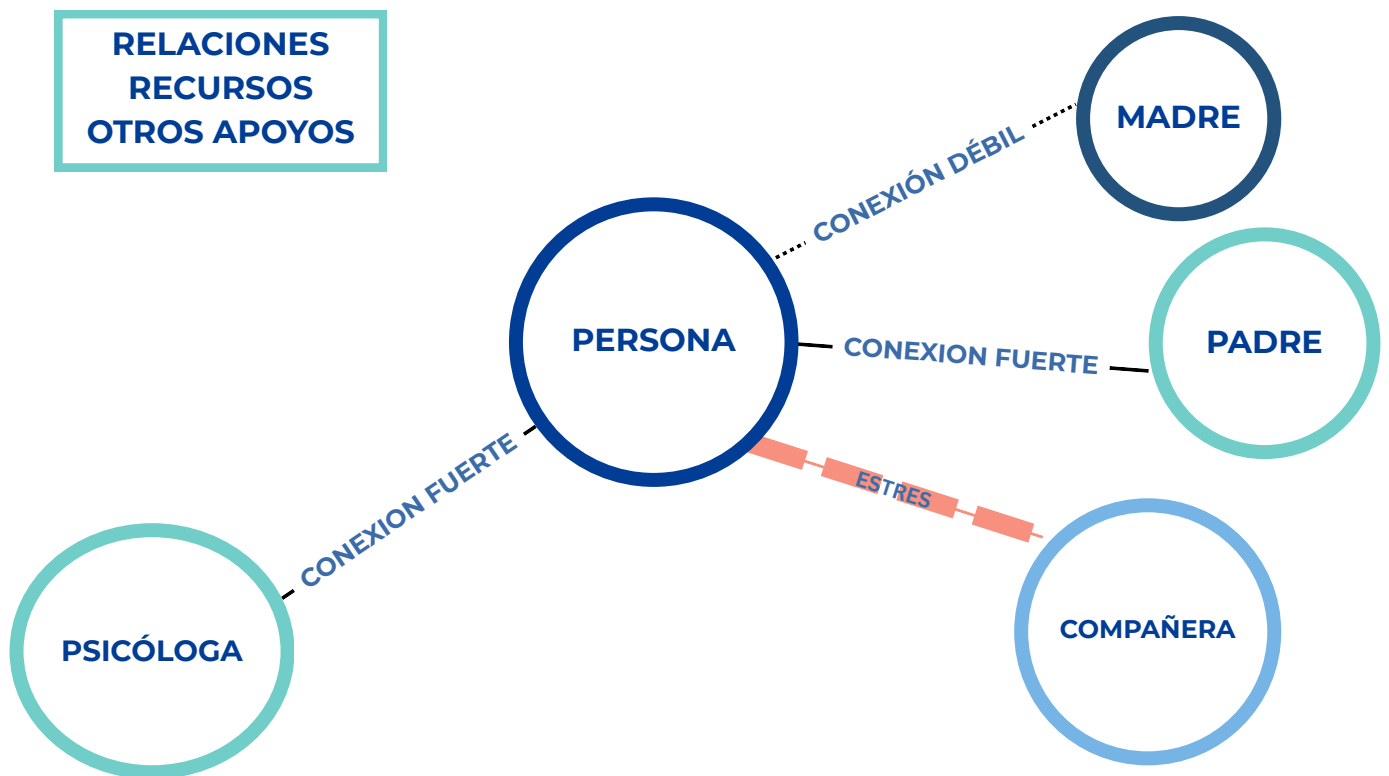 RELACIONES
RECURSOS
OTROS APOYOS
MADRE
CONEXIÓN DÉBIL
PERSONA
CONEXION FUERTE
PADRE
ESTRES
CONEXION FUERTE
COMPAÑERA
PSICÓLOGA